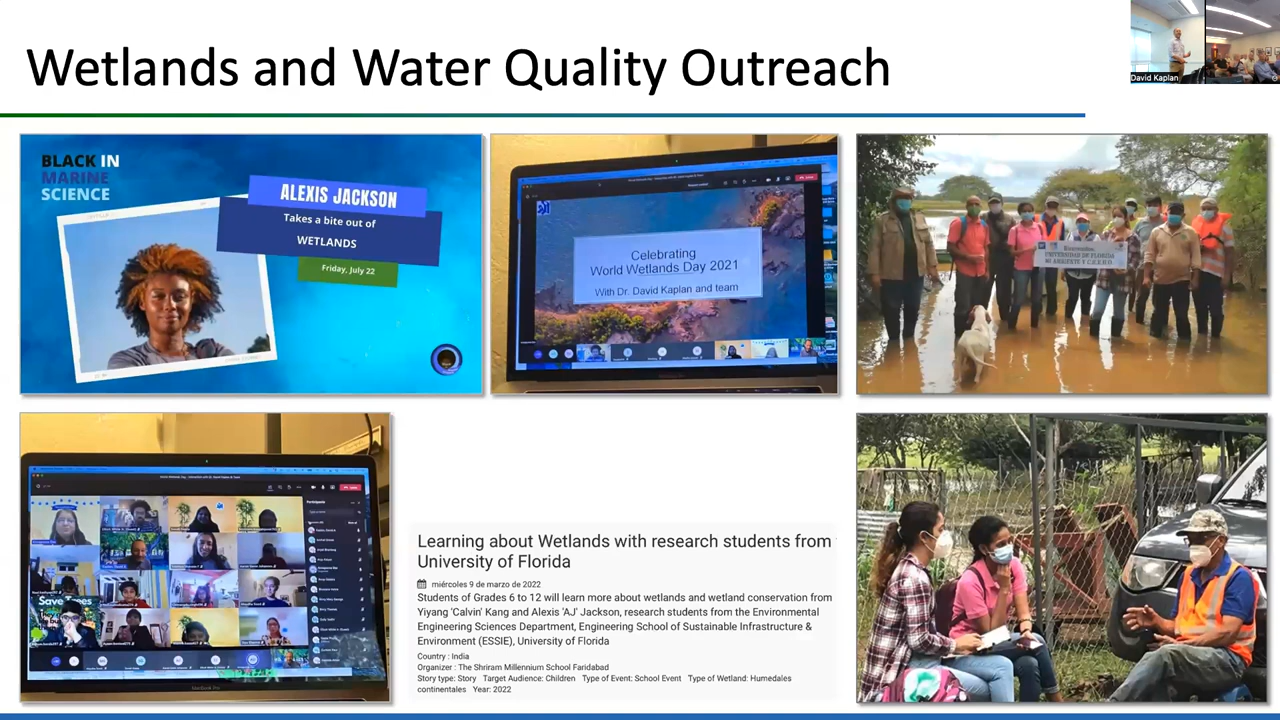 Wetlands and Water Quality Outreach
David Kaplan
BLACK IN
MARINE
SCIENCE
ALEXIS JACKSON
Takes a bite out of
WETLANDS
Friday, July 22
Celebrating
World Wetlands Day 2021
With Dr. David Kaplan and team
Bienvenidos
UNIVERSIDAD DE FLORIDA
Participants
Save Trees
MacBook Pro
Learning about Wetlands with research students from
University of Florida
miércoles 9 de marzo de 2022
Students of Grades 6 to 12 will learn more about wetlands and wetland conservation from
Yiyang 'Calvin' Kang and Alexis 'AJ' Jackson, research students from the Environmental
Engineering Sciences Department, Engineering School of Sustainable Infrastructure &
Environment (ESSIE), University of Florida
Country : India
Organizer : The Shriram Millennium School Faridabad
Story type: Story Target Audience: Children Type of Event: School Event Type of Wetland: Humedales
continentales Year: 2022